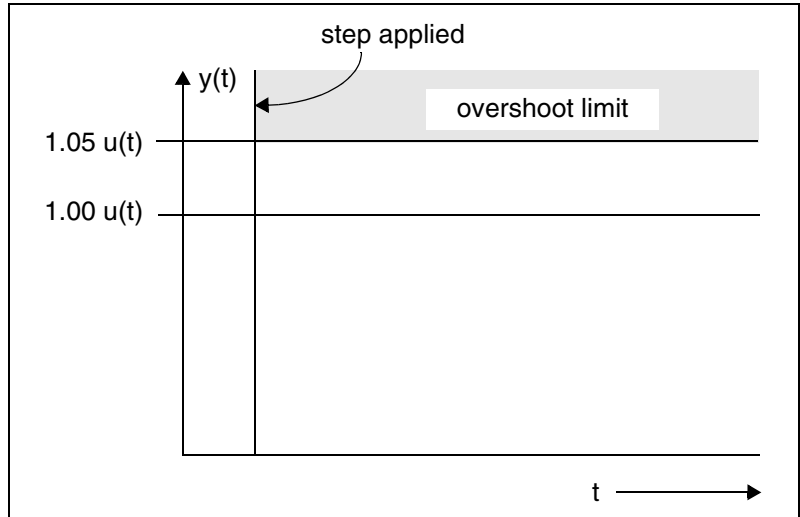 step applied
y(t)
overshoot limit
1.05 u(t)
1.00 u(t)
t